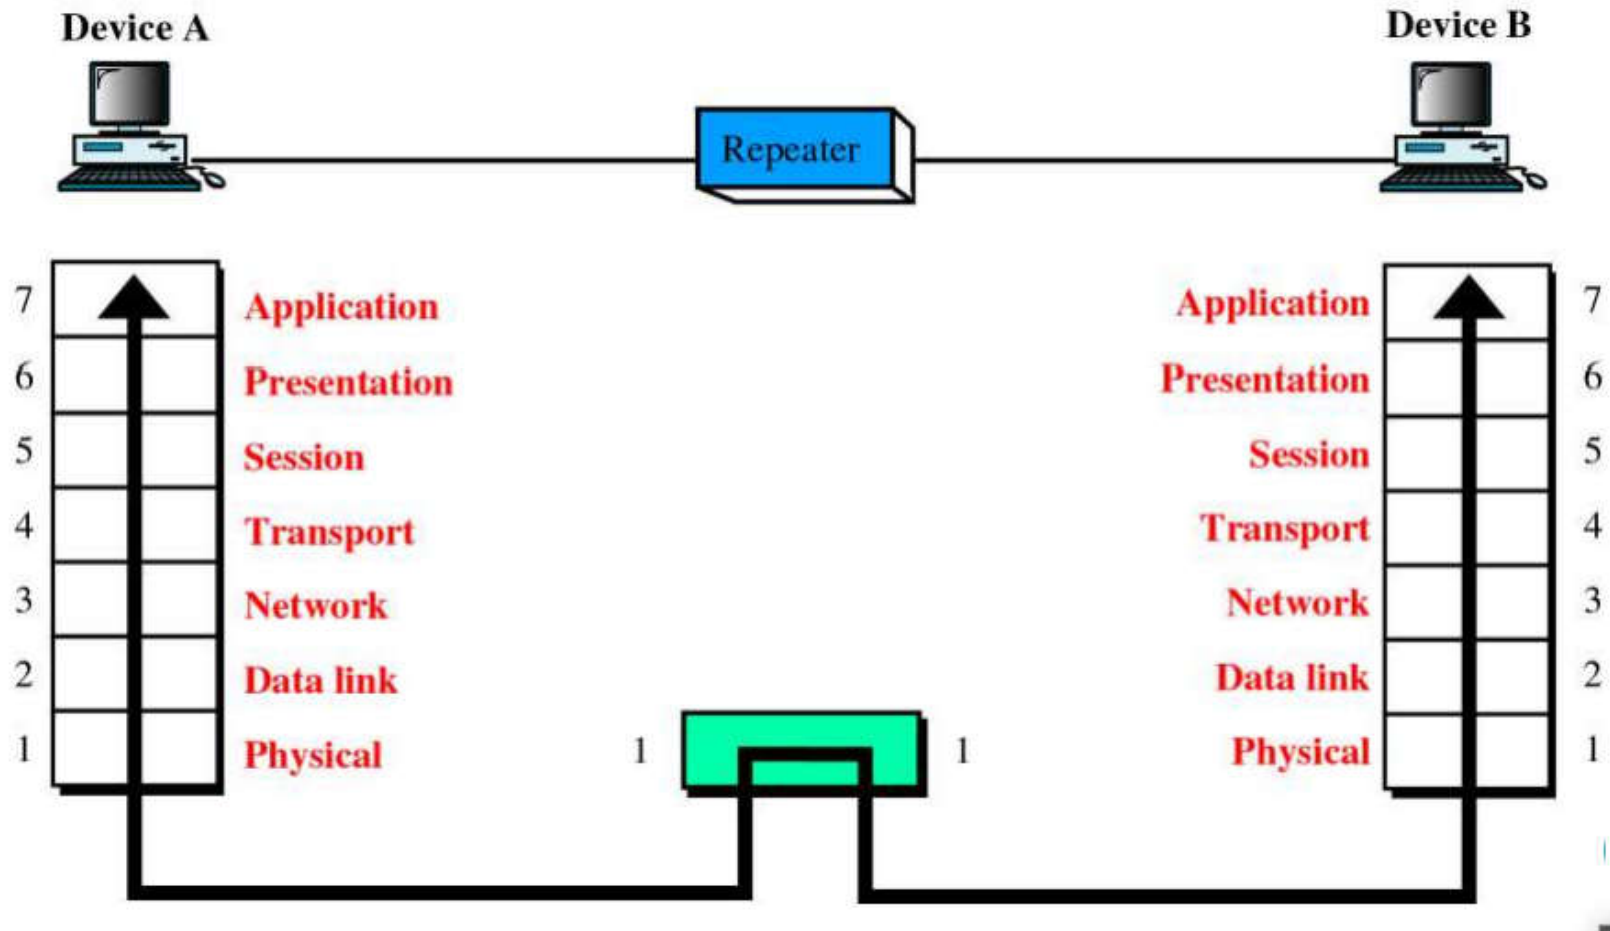 Device A
Device B
Repeater
7 Application
Application 7
6 Presentation
Presentation 6
5 Session
Session 5
4 Transport
Transport 4
3 Network
Network 3
2 Data link
Data link 2
1 Physical
1 1
Physical 1